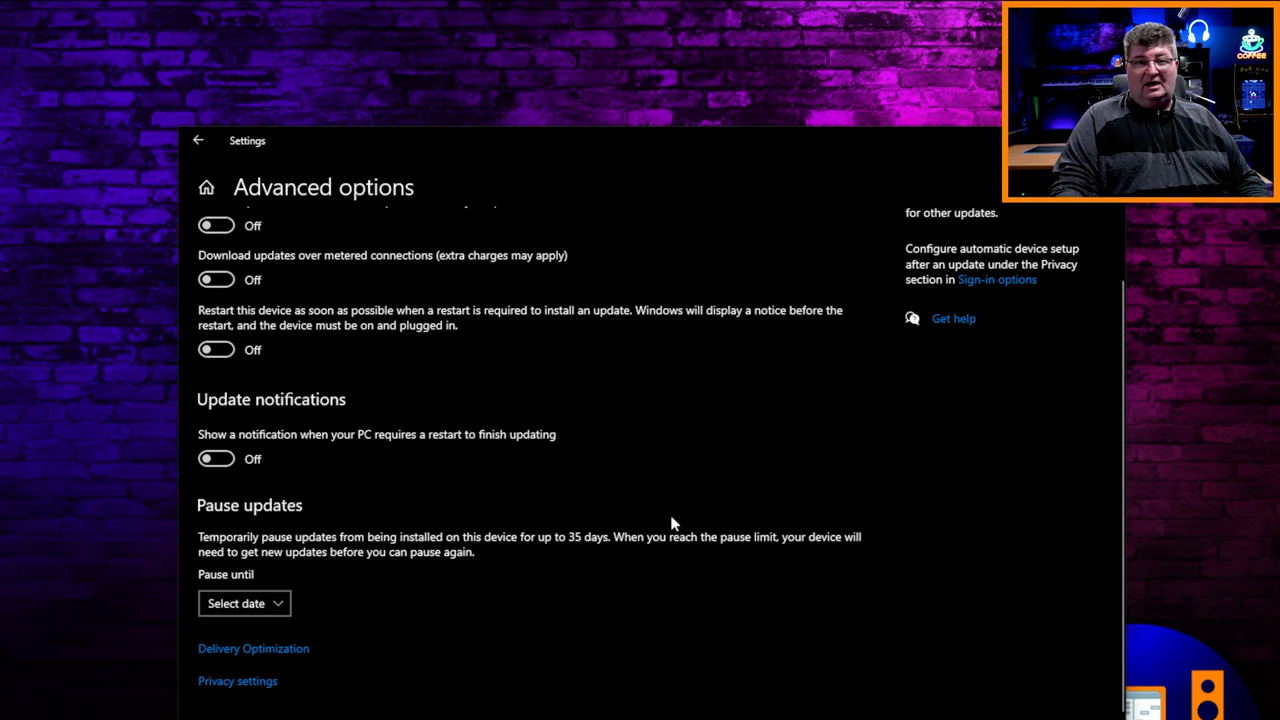 Settings
Advanced options
Off
Download updates over metered connections (extra charges may apply)
Off
Restart this device as soon as possible when a restart is required to install an update. Windows will display a notice before the
restart, and the device must be on and plugged in.
Off
Update notifications
Show a notification when your PC requires a restart to finish updating
Off
Pause updates
Temporarily pause updates from being installed on this device for up to 35 days. When you reach the pause limit, your device will
need to get new updates before you can pause again.
Pause until
Select date
Delivery Optimization
Privacy settings
for other updates.
Configure automatic device setup
after an update under the Privacy
section in Sign-in options
Get help
COFFEE